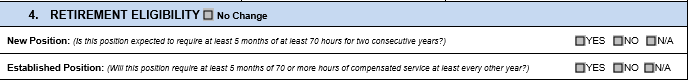 4. RETIREMENT ELIGIBILITY ☐ No Change
New Position: (Is this position expected to require at least 5 months of at least 70 hours for two consecutive years?) ☐YES ☐NO ☐N/A
Established Position: (Will this position require at least 5 months of 70 or more hours of compensated service at least every other year?) ☐YES ☐NO ☐N/A